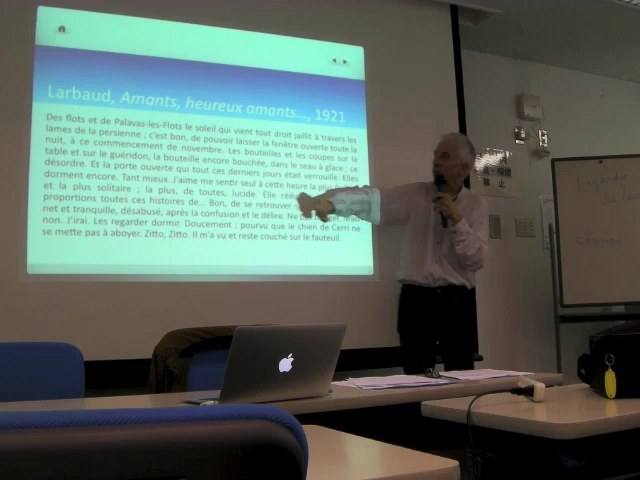 Larbaud, Amants, heureux amants..., 1921
Des flots et de Palavas-les-Flots le soleil qui vient tout droit jaillit à travers les
lames de la persienne ; c'est bon, de pouvoir laisser la fenêtre ouverte toute la
nuit, à ce commencement de novembre. Les bouteilles et les coupes sur la
table et sur le guéridon, la bouteille encore bouchée, dans le seau à glace ; ce
désordre. Et la porte ouverte qui tous ces derniers jours était verrouillée. Elles
dorment encore. Tant mieux. J'aime me sentir seul à cette heure la plus
et la plus solitaire ; la plus, de toutes, lucide. Elle
proportions toutes ces histoires de... Bon, de se retrouver
net et tranquille, désabusé, après la confusion et le délire. Ne
non. J'irai. Les regarder dormir. Doucement ; pourvu que le chien de Cerri ne
se mette pas à aboyer. Zitto, Zitto. Il m'a vu et reste couché sur le fauteuil.
禁止